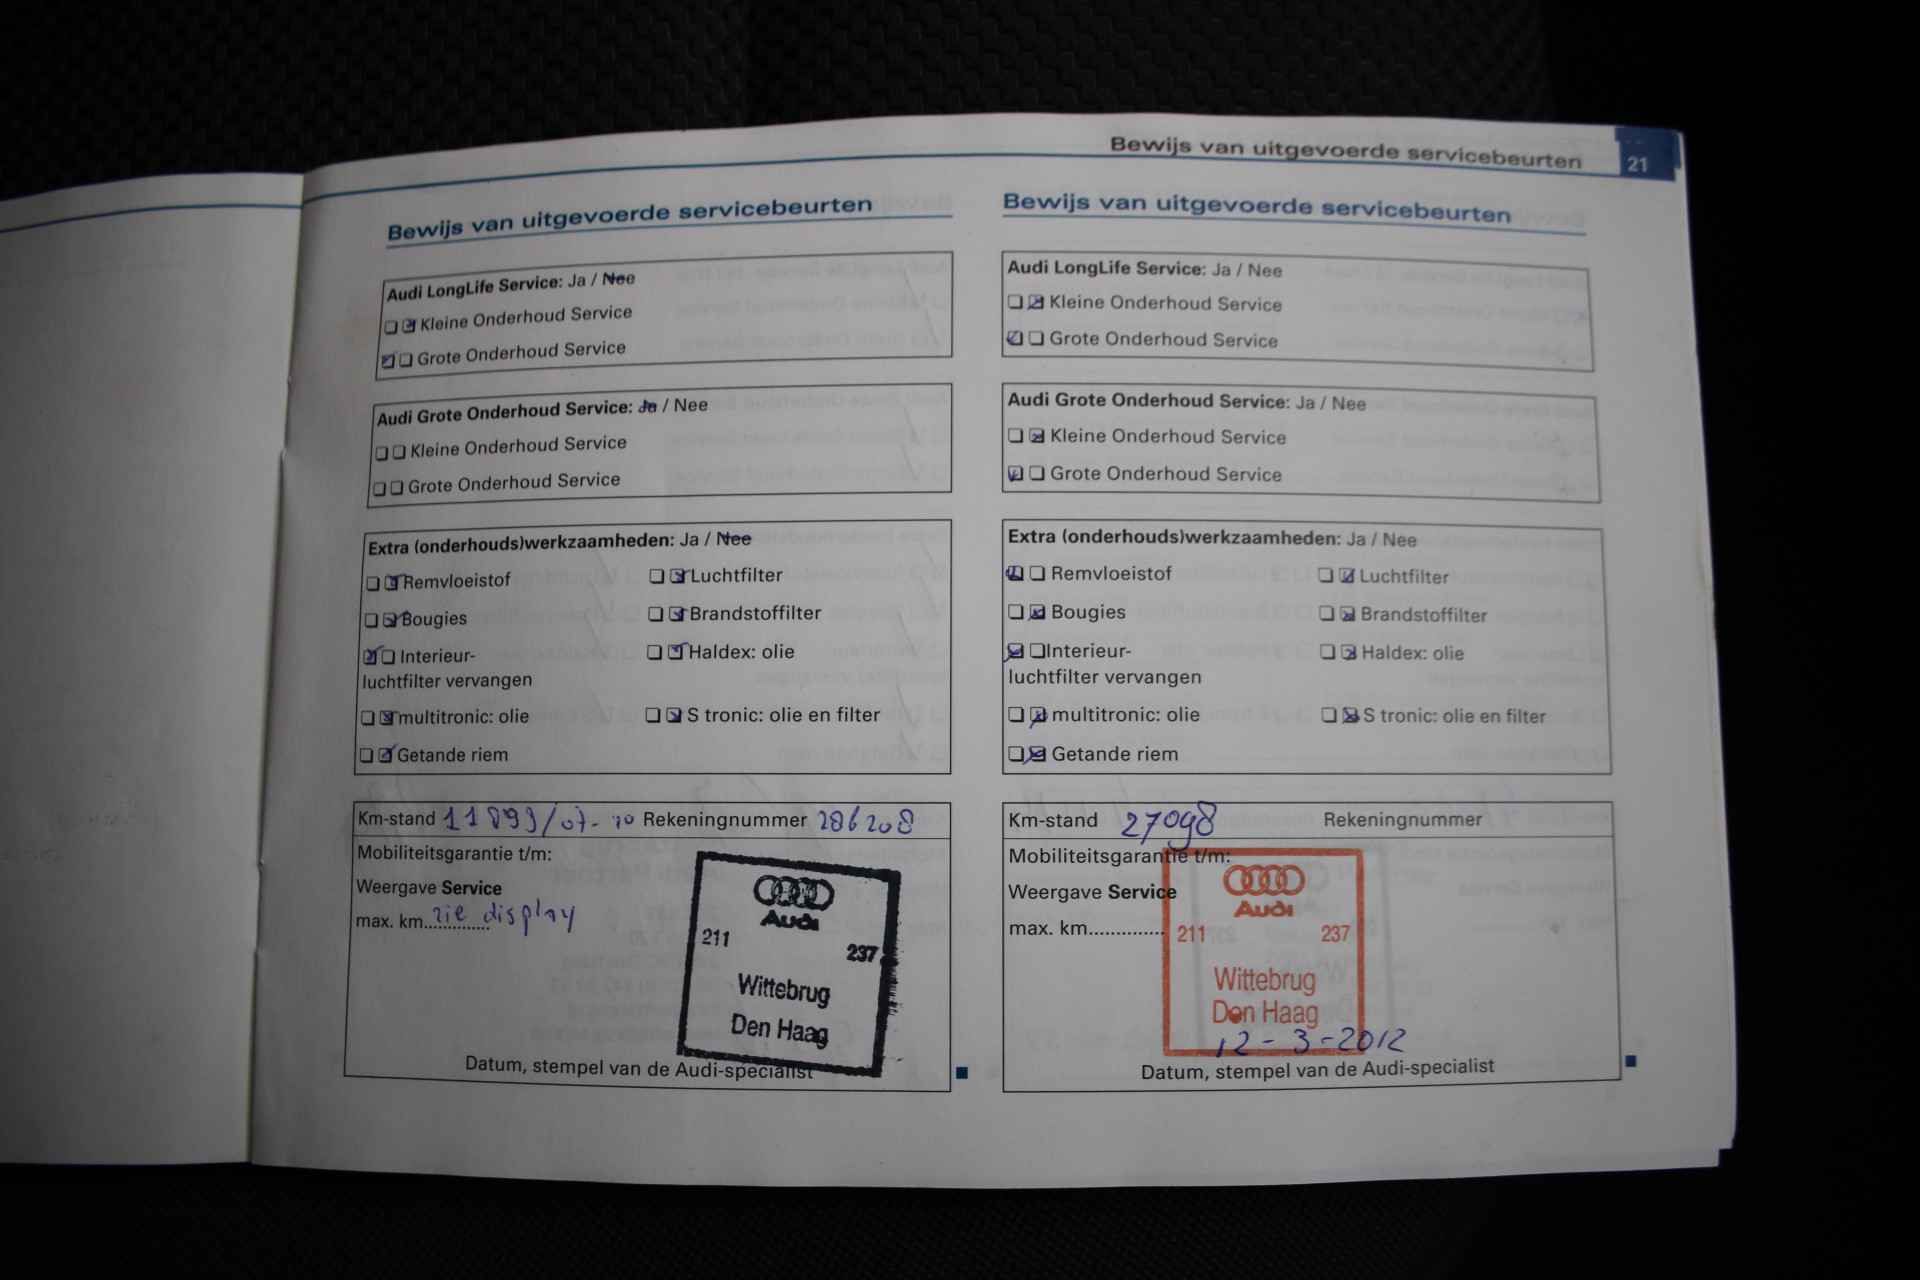 Bewijs van uitgevoerde servicebeurten 21
Bewijs van uitgevoerde servicebeurten
Audi LongLife Service: Ja / Nee
Kleine Onderhoud Service
Grote Onderhoud Service
Audi Grote Onderhoud Service: Ja / Nee
Kleine Onderhoud Service
Grote Onderhoud Service
Extra (onderhouds)werkzaamheden: Ja / Nee
Remvloeistof Luchtfilter
Bougies Brandstoffilter
Interieur- Haldex: olie
luchtfilter vervangen
multitronic: olie S tronic: olie en filter
Getande riem
Km-stand 11893/07-10 Rekeningnummer 286208
Mobiliteitsgarantie t/m:
Weergave Service
max. km.............. zie display
Audi
211 237
Wittebrug
Den Haag
Datum, stempel van de Audi-specialist
Bewijs van uitgevoerde servicebeurten
Audi LongLife Service: Ja / Nee
Kleine Onderhoud Service
Grote Onderhoud Service
Audi Grote Onderhoud Service: Ja / Nee
Kleine Onderhoud Service
Grote Onderhoud Service
Extra (onderhouds)werkzaamheden: Ja / Nee
Remvloeistof Luchtfilter
Bougies Brandstoffilter
Interieur- Haldex: olie
luchtfilter vervangen
multitronic: olie S tronic: olie en filter
Getande riem
Km-stand 27098 Rekeningnummer
Mobiliteitsgarantie t/m:
Weergave Service
max. km..............
Audi
211 237
Wittebrug
Den Haag
12-3-2012
Datum, stempel van de Audi-specialist